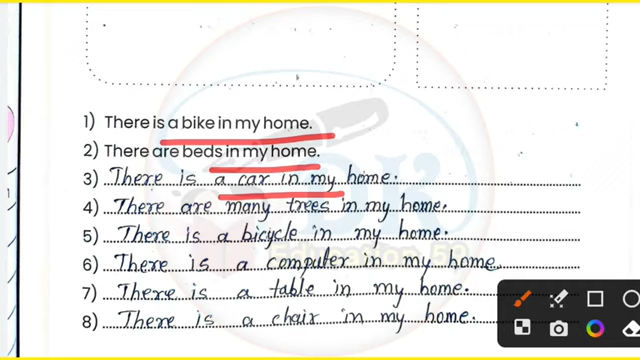 1) There is a bike in my home.
2) There are beds in my home.
3) There is a car in my home.
4) There are many trees in my home.
5) There is a bicycle in my home.
6) There is a computer in my home.
7) There is a table in my home.
8) There is a chair in my home.
DK
Education 50